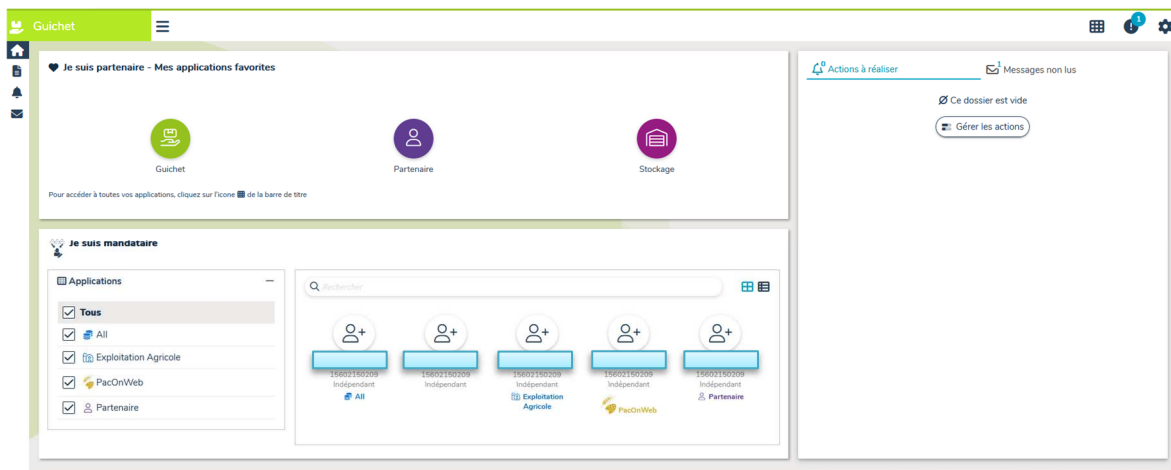 Guichet
1
Je suis partenaire - Mes applications favorites
Guichet
Partenaire
Stockage
Pour accéder à toutes vos applications, cliquez sur l'icone de la barre de titre
0 Actions à réaliser
1 Messages non lus
Ce dossier est vide
Gérer les actions
Je suis mandataire
Applications
Tous
All
Exploitation Agricole
PacOnWeb
Partenaire
Rechercher
15602150209
Indépendant
All
15602150209
Indépendant
15602150209
Indépendant
Exploitation
Agricole
15602150209
Indépendant
PacOnWeb
15602150209
Indépendant
Partenaire